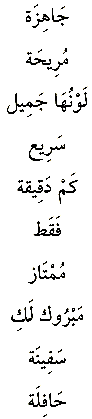 جَاهِزَة
مُرِيحَة
لَوْنُهَا جَمِيل
سَرِيع
كَمْ دَقِيقَة
فَقَط
مُمْتَاز
مَبْرُوك لَكِ
سَفِينَة
حَافِلَة